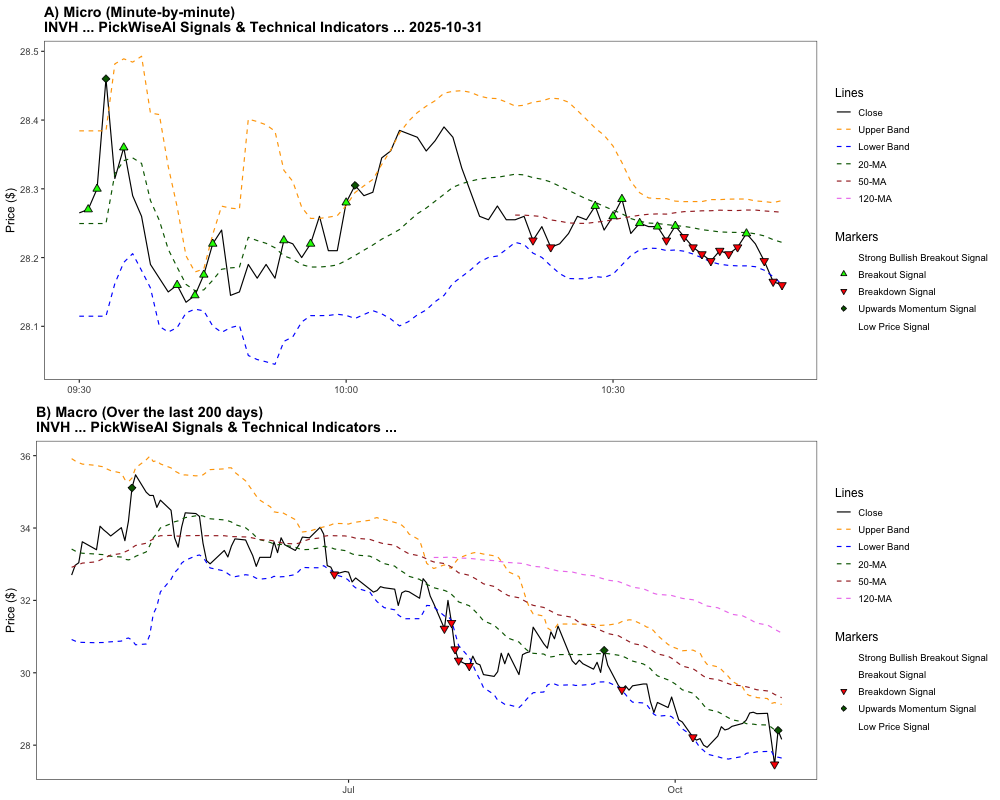 A) Micro (Minute-by-minute)
INVH ... PickWiseAI Signals & Technical Indicators ... 2025-10-31
Price ($)
28.5
28.4
28.3
28.2
28.1
09:30
10:00
10:30
Lines
Close
Upper Band
Lower Band
20-MA
50-MA
120-MA
Markers
Strong Bullish Breakout Signal
Breakout Signal
Breakdown Signal
Upwards Momentum Signal
Low Price Signal
B) Macro (Over the last 200 days)
INVH ... PickWiseAI Signals & Technical Indicators ...
Price ($)
36
34
32
30
28
Jul
Oct
Lines
Close
Upper Band
Lower Band
20-MA
50-MA
120-MA
Markers
Strong Bullish Breakout Signal
Breakout Signal
Breakdown Signal
Upwards Momentum Signal
Low Price Signal